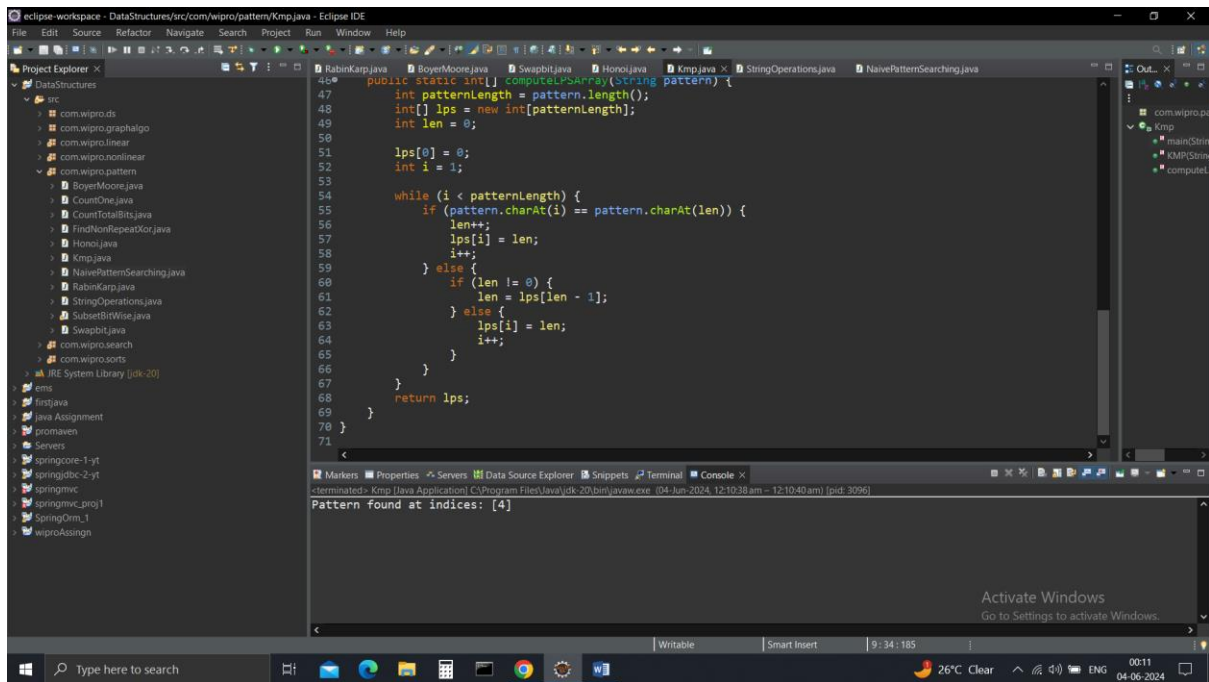 eclipse-workspace - DataStructures/src/com/wipro/pattern/Kmp.java - Eclipse IDE
File Edit Source Refactor Navigate Search Project Run Window Help
Project Explorer
DataStructures
src
com.wipro.ds
com.wipro.graphalgo
com.wipro.linear
com.wipro.nonlinear
com.wipro.pattern
BoyerMoore.java
CountOne.java
CountTotalBits.java
FindNonRepeatXor.java
Honoi.java
Kmp.java
NaivePatternSearching.java
RabinKarp.java
StringOperations.java
SubsetBitWise.java
Swapbit.java
com.wipro.search
com.wipro.sorts
JRE System Library [jdk-20]
ems
firstjava
java Assignment
promaven
Servers
springcore-1-yt
springjdbc-2-yt
springmvc
springmvc_proj1
SpringOrm_1
wiproAssingn
RabinKarp.java BoyerMoore.java Swapbit.java Honoi.java Kmp.java StringOperations.java NaivePatternSearching.java
46 public static int[] computeLPSArray(String pattern) {
47 int patternLength = pattern.length();
48 int[] lps = new int[patternLength];
49 int len = 0;
50
51 lps[0] = 0;
52 int i = 1;
53
54 while (i < patternLength) {
55 if (pattern.charAt(i) == pattern.charAt(len)) {
56 len++;
57 lps[i] = len;
58 i++;
59 } else {
60 if (len != 0) {
61 len = lps[len - 1];
62 } else {
63 lps[i] = len;
64 i++;
65 }
66 }
67 }
68 return lps;
69 }
70 }
71
Out...
com.wipro.pa
Kmp
main(Strin
KMP(Strin
computeL
Markers Properties Servers Data Source Explorer Snippets Terminal Console
<terminated> Kmp [Java Application] C:\Program Files\Java\jdk-20\bin\javaw.exe (04-Jun-2024, 12:10:38 am – 12:10:40 am) [pid: 3096]
Pattern found at indices: [4]
Activate Windows
Go to Settings to activate Windows.
Writable Smart Insert 9 : 34 : 185
Type here to search
26°C Clear ENG 00:11
04-06-2024